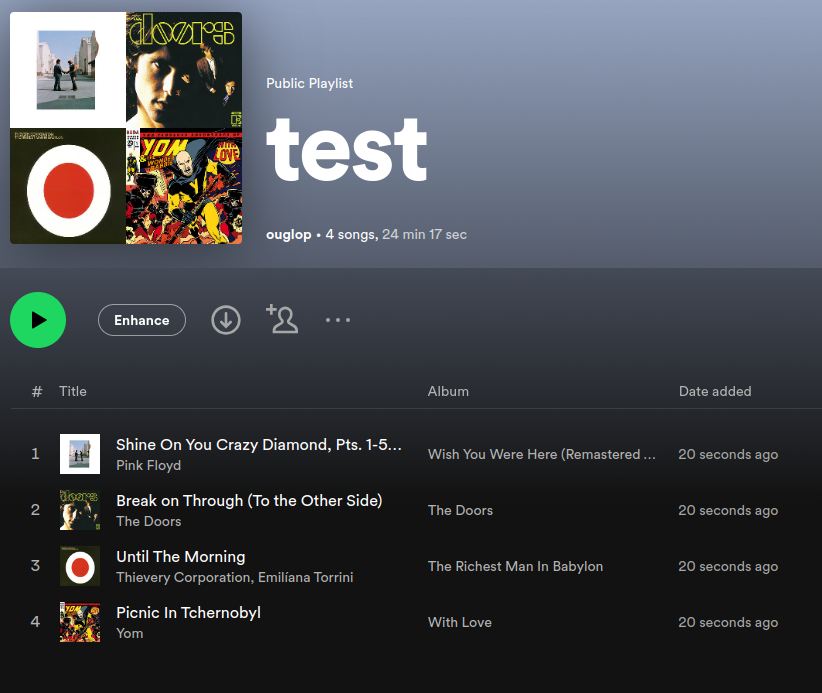 the doors
YOM
WITH LOVE
Public Playlist
test
ouglop • 4 songs, 24 min 17 sec
Enhance
# Title Album Date added
1 Shine On You Crazy Diamond, Pts. 1-5... Wish You Were Here (Remastered ... 20 seconds ago
Pink Floyd
2 Break on Through (To the Other Side) The Doors 20 seconds ago
The Doors
3 Until The Morning The Richest Man In Babylon 20 seconds ago
Thievery Corporation, Emilíana Torrini
4 Picnic In Tchernobyl With Love 20 seconds ago
Yom